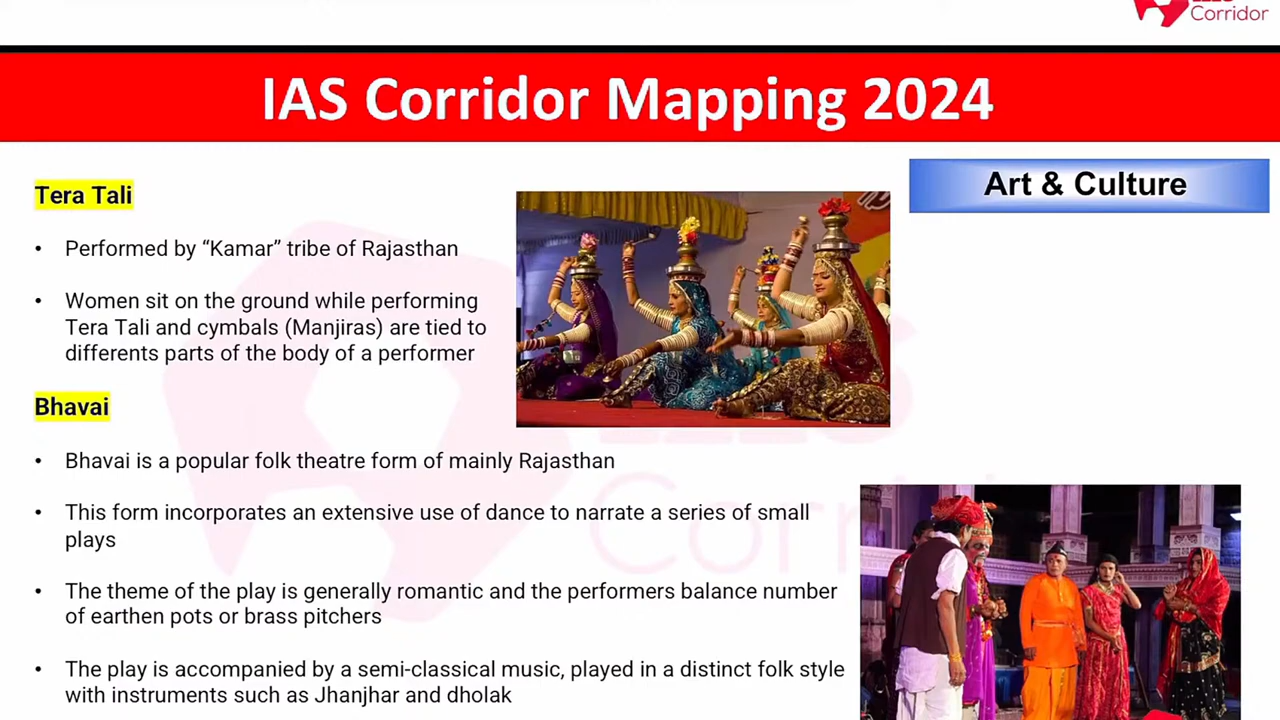 Corridor
IAS Corridor Mapping 2024
Art & Culture
Tera Tali
• Performed by “Kamar” tribe of Rajasthan
• Women sit on the ground while performing
Tera Tali and cymbals (Manjiras) are tied to
differents parts of the body of a performer
Bhavai
• Bhavai is a popular folk theatre form of mainly Rajasthan
• This form incorporates an extensive use of dance to narrate a series of small
plays
• The theme of the play is generally romantic and the performers balance number
of earthen pots or brass pitchers
• The play is accompanied by a semi-classical music, played in a distinct folk style
with instruments such as Jhanjhar and dholak